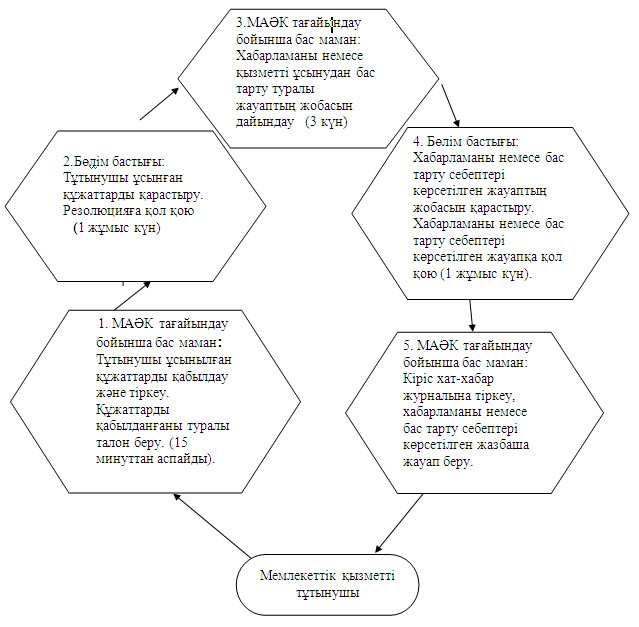 3.МАӘК тағайындау
бойынша бас маман:
Хабарламаны немесе
қызметті ұсынудан бас
тарту туралы
жауаптың жобасын
дайындау (3 күн)
4. Бөлім бастығы:
Хабарламаны немесе бас
тарту себептері
көрсетілген жауаптың
жобасын қарастыру.
Хабарламаны немесе бас
тарту себептері
көрсетілген жауапқа қол
қою (1 жұмыс күн).
2.Бөдім бастығы:
Тұтынушы ұсынған
құжаттарды қарастыру.
Резолюцияға қол қою
(1 жұмыс күн)
1. МАӘК тағайындау
бойынша бас маман:
Тұтынушы ұсынылған
құжаттарды қабылдау
және тіркеу.
Құжаттарды
қабылданғаны туралы
талон беру. (15
минуттан аспайды).
5. МАӘК тағайындау
бойынша бас маман:
Кіріс хат-хабар
журналына тіркеу,
хабарламаны немесе
бас тарту себептері
көрсетілген жазбаша
жауап беру.
Мемлекеттік қызметті
тұтынушы